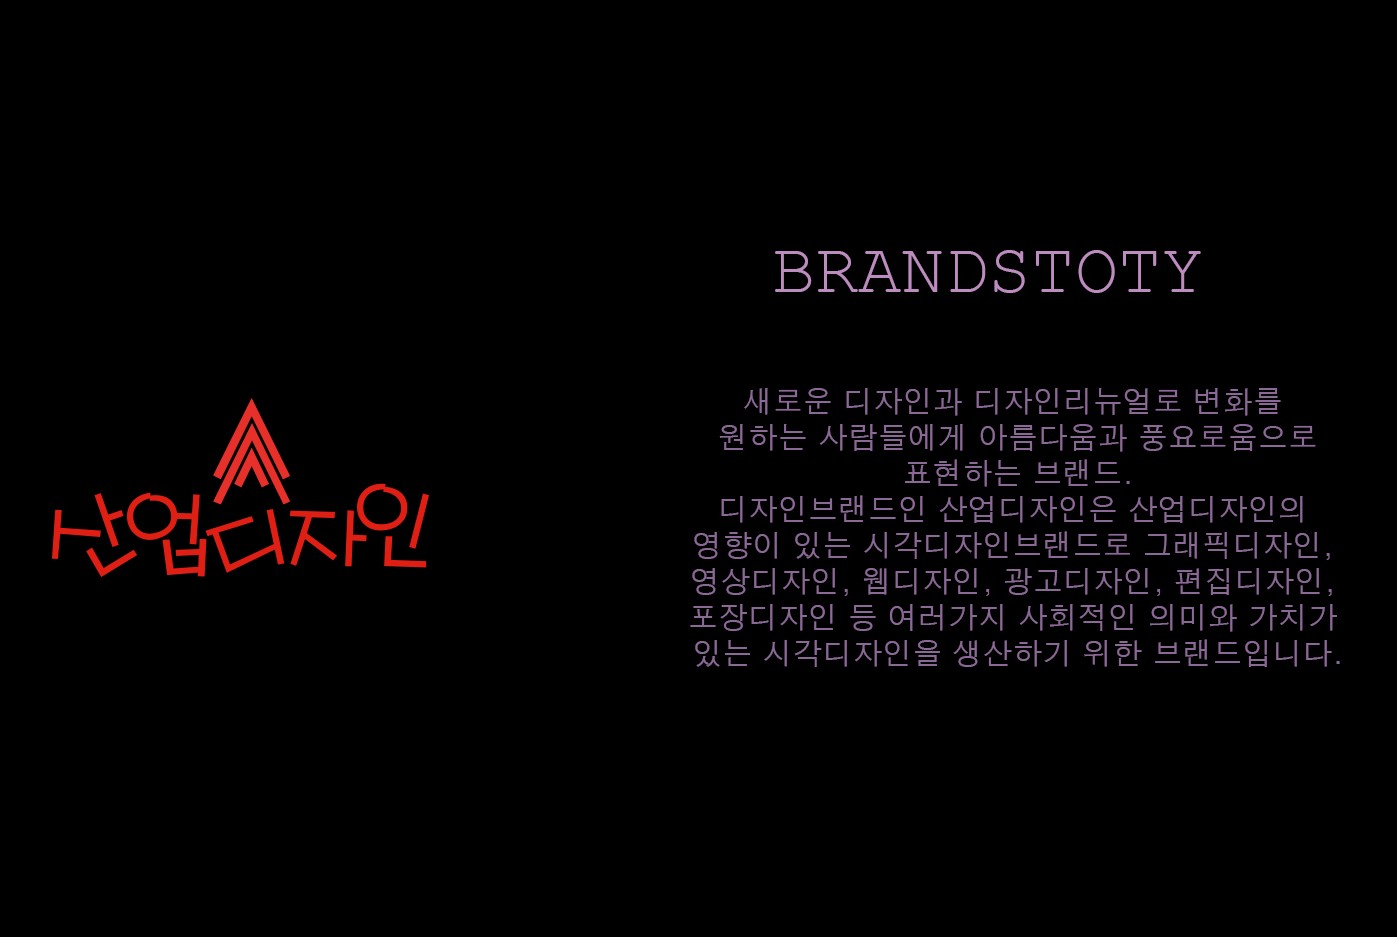 산업디자인
BRANDSTOTY
새로운 디자인과 디자인리뉴얼로 변화를
원하는 사람들에게 아름다움과 풍요로움으로
표현하는 브랜드.
디자인브랜드인 산업디자인은 산업디자인의
영향이 있는 시각디자인브랜드로 그래픽디자인,
영상디자인, 웹디자인, 광고디자인, 편집디자인,
포장디자인 등 여러가지 사회적인 의미와 가치가
있는 시각디자인을 생산하기 위한 브랜드입니다.